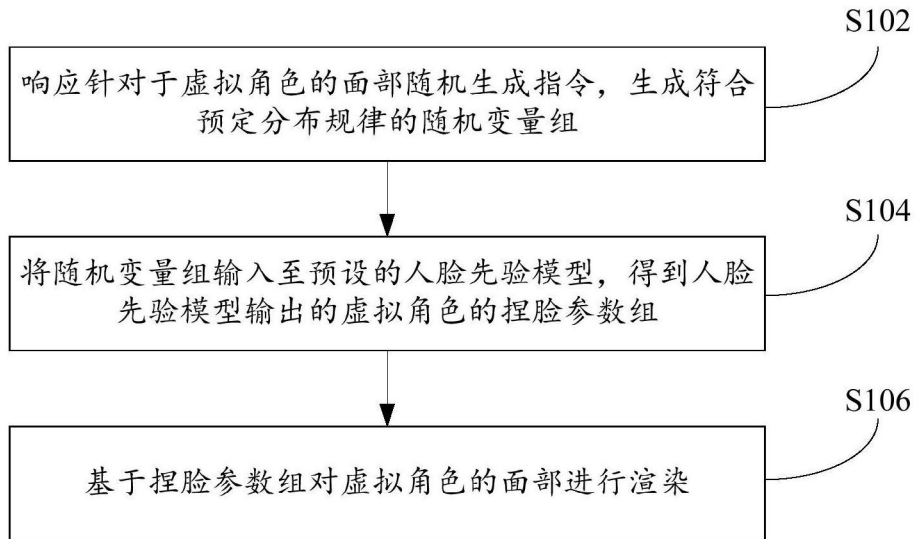 S102
响应针对于虚拟角色的面部随机生成指令，生成符合
预定分布规律的随机变量组
S104
将随机变量组输入至预设的人脸先验模型，得到人脸
先验模型输出的虚拟角色的捏脸参数组
S106
基于捏脸参数组对虚拟角色的面部进行渲染